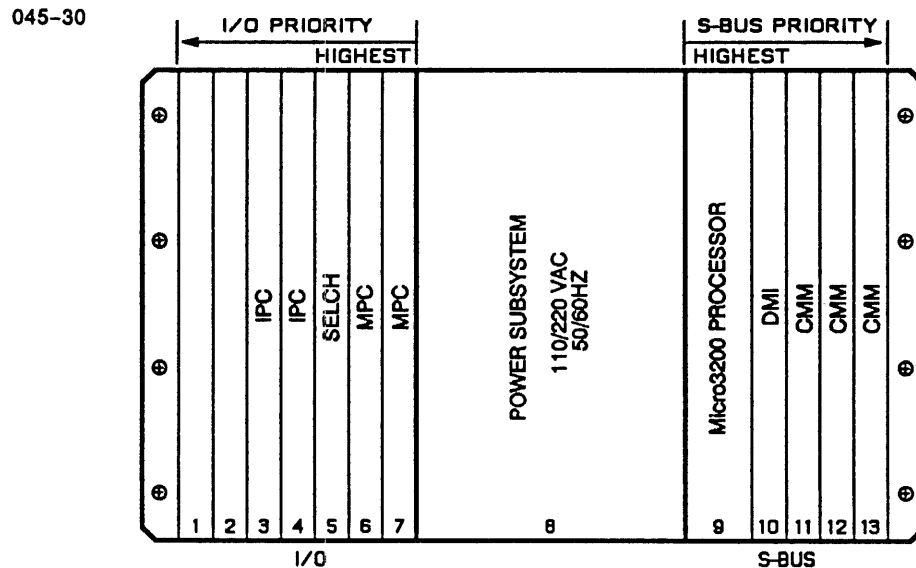 045-30
I/O PRIORITY
HIGHEST
S-BUS PRIORITY
HIGHEST
IPC
IPC
SELCH
MPC
MPC
POWER SUBSYSTEM
110/220 VAC
50/60HZ
Micro3200 PROCESSOR
DMI
CMM
CMM
CMM
1 2 3 4 5 6 7 8 9 10 11 12 13
I/O
S-BUS